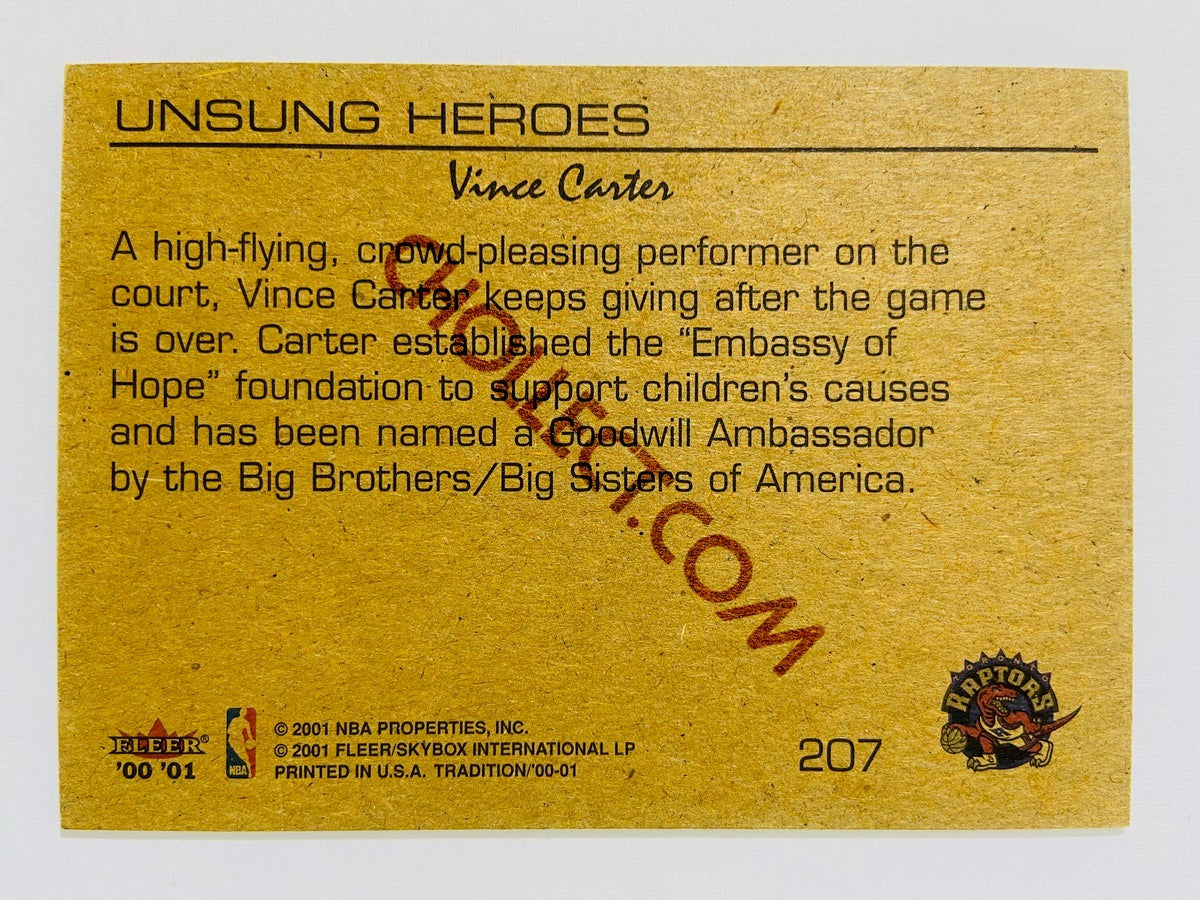 UNSUNG HEROES
Vince Carter
A high-flying, crowd-pleasing performer on the
court, Vince Carter keeps giving after the game
is over. Carter established the “Embassy of
Hope” foundation to support children’s causes
and has been named a Goodwill Ambassador
by the Big Brothers/Big Sisters of America.
CHOLLECT.COM
FLEER®
'00 '01
NBA
© 2001 NBA PROPERTIES, INC.
© 2001 FLEER/SKYBOX INTERNATIONAL LP
PRINTED IN U.S.A. TRADITION/'00-01
207
TORONTO
RAPTORS